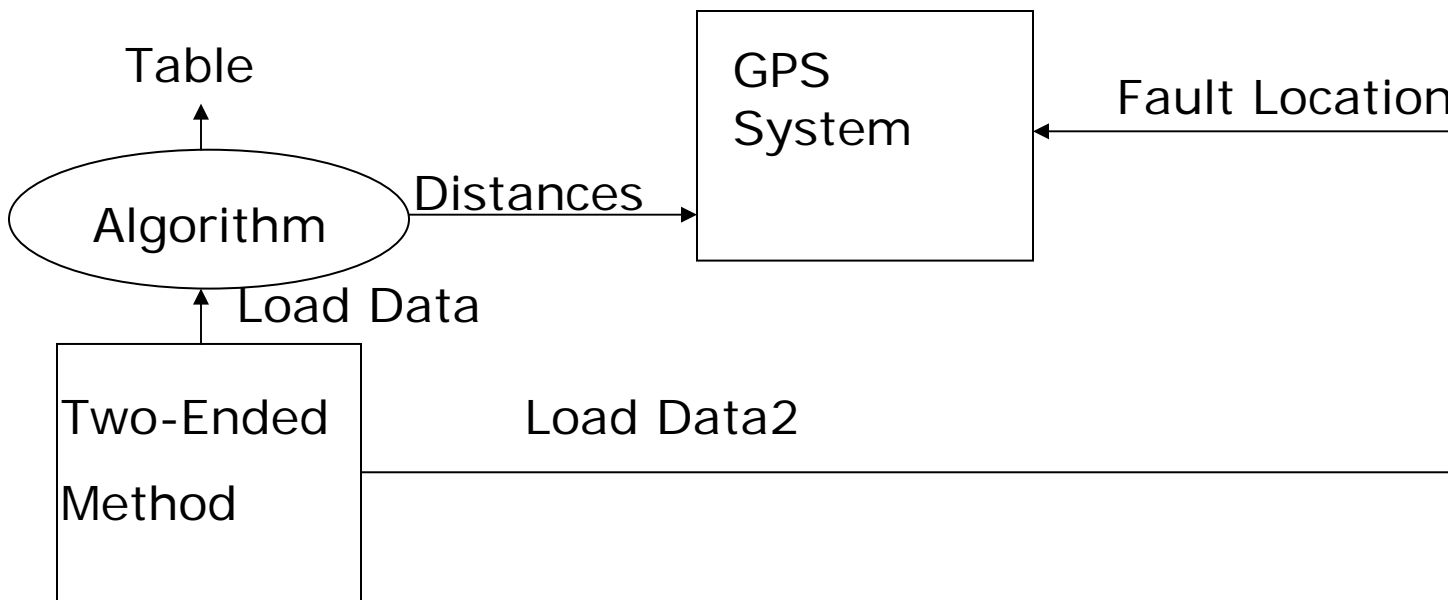 Table
GPS
System
Fault Location
Distances
Algorithm
Load Data
Two-Ended
Method
Load Data2